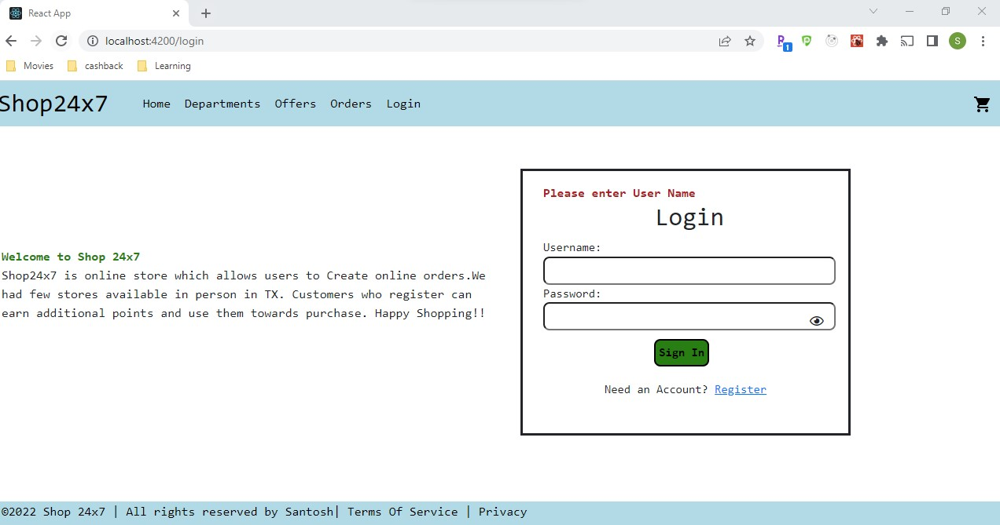 React App
localhost:4200/login
1
S
Movies cashback Learning
Shop24x7 Home Departments Offers Orders Login
Please enter User Name
Login
Username:
Password:
Sign In
Need an Account? Register
Welcome to Shop 24x7
Shop24x7 is online store which allows users to Create online orders.We
had few stores available in person in TX. Customers who register can
earn additional points and use them towards purchase. Happy Shopping!!
©2022 Shop 24x7 | All rights reserved by Santosh| Terms Of Service | Privacy